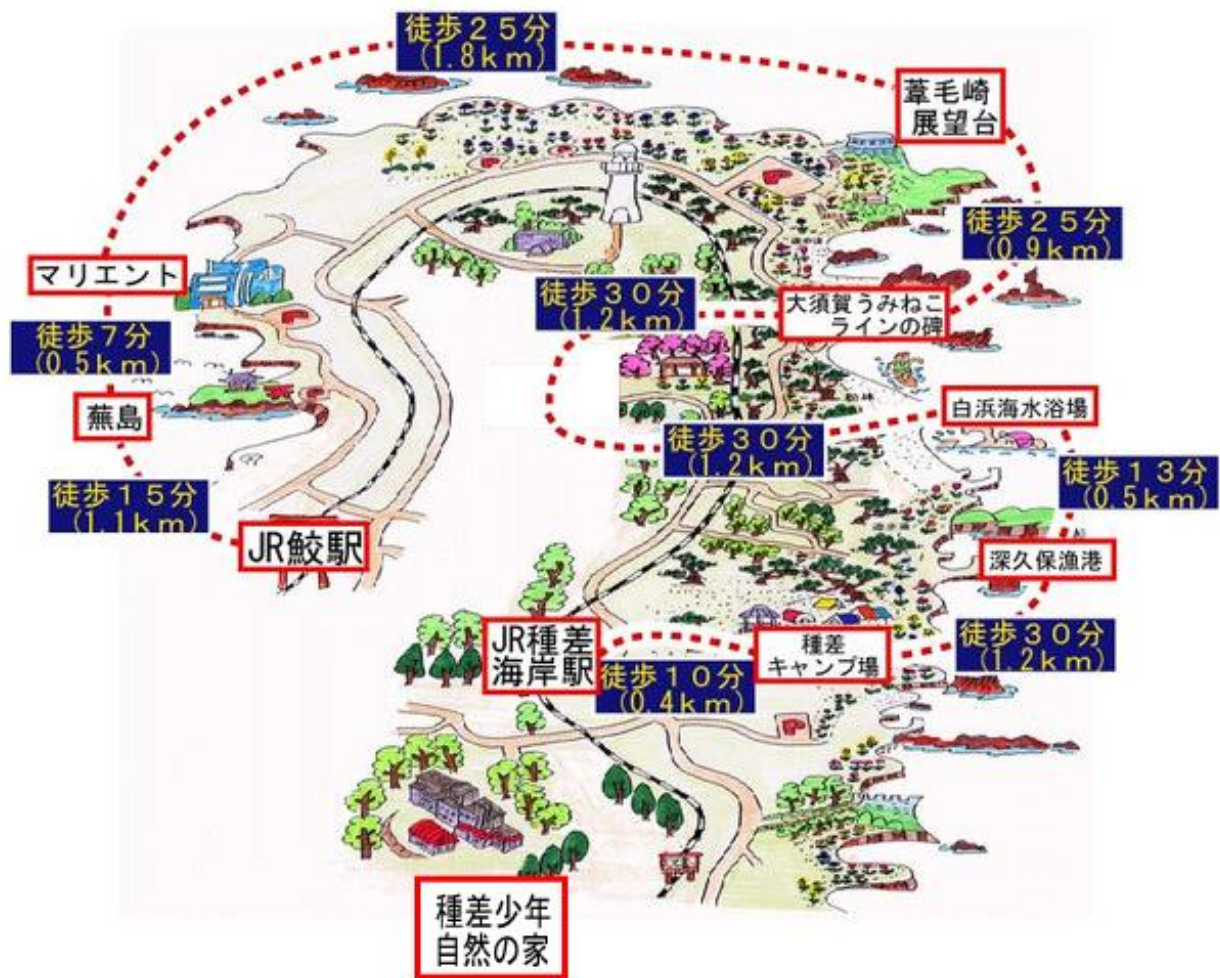 徒歩２５分
(１.８ｋｍ)
葦毛崎
展望台
徒歩２５分
(０.９ｋｍ)
マリエント
徒歩３０分
(１.２ｋｍ)
大須賀うみねこ
ラインの碑
徒歩７分
(０.５ｋｍ)
蕪島
白浜海水浴場
徒歩３０分
(１.２ｋｍ)
徒歩１３分
(０.５ｋｍ)
徒歩１５分
(１.１ｋｍ)
JR鮫駅
深久保漁港
JR種差
海岸駅
種差
キャンプ場
徒歩３０分
(１.２ｋｍ)
徒歩１０分
(０.４ｋｍ)
種差少年
自然の家